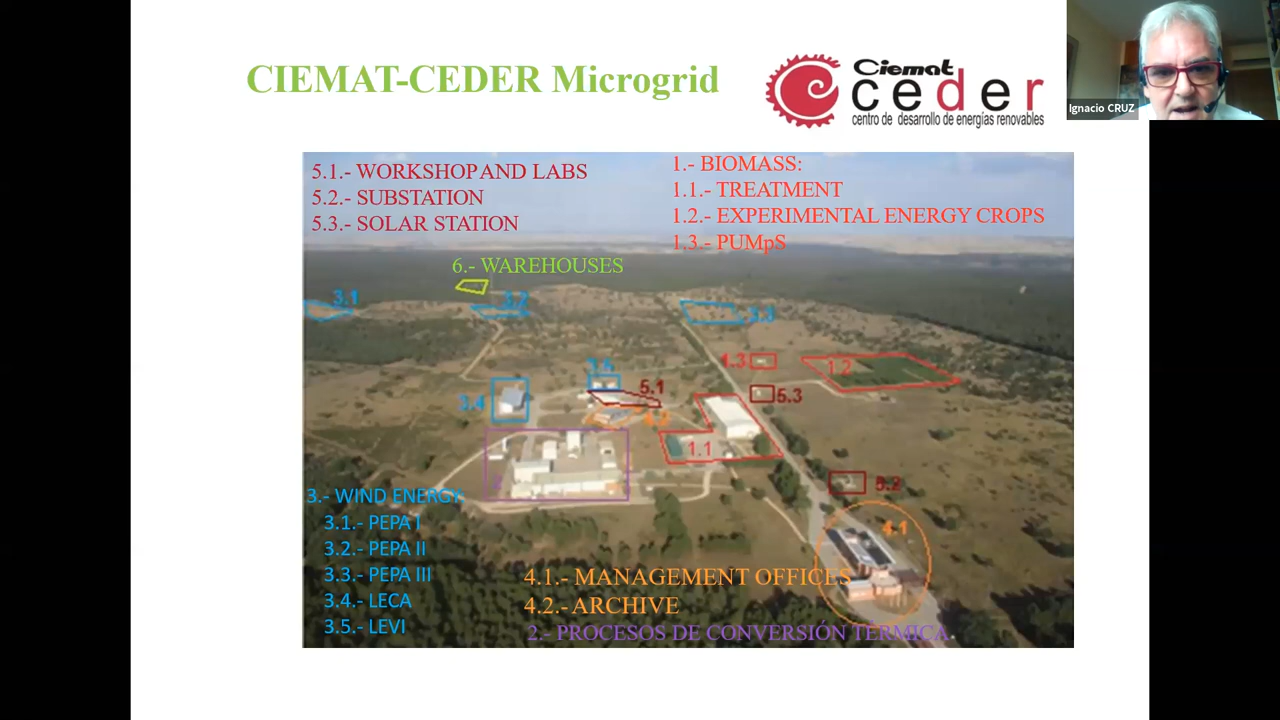 CIEMAT-CEDER Microgrid
Ciemat
ceder
centro de desarrollo de energías renovables
Ignacio CRUZ
5.1.- WORKSHOP AND LABS
5.2.- SUBSTATION
5.3.- SOLAR STATION
1.- BIOMASS:
1.1.- TREATMENT
1.2.- EXPERIMENTAL ENERGY CROPS
1.3.- PUMpS
6.- WAREHOUSES
3.1
3.2
3.3
1.3
1.2
3.5
5.1
5.3
3.4
4.2
1.1
2
5.2
4.1
3.- WIND ENERGY
3.1.- PEPA I
3.2.- PEPA II
3.3.- PEPA III
3.4.- LECA
3.5.- LEVI
4.1.- MANAGEMENT OFFICES
4.2.- ARCHIVE
2.- PROCESOS DE CONVERSIÓN TÉRMICA.